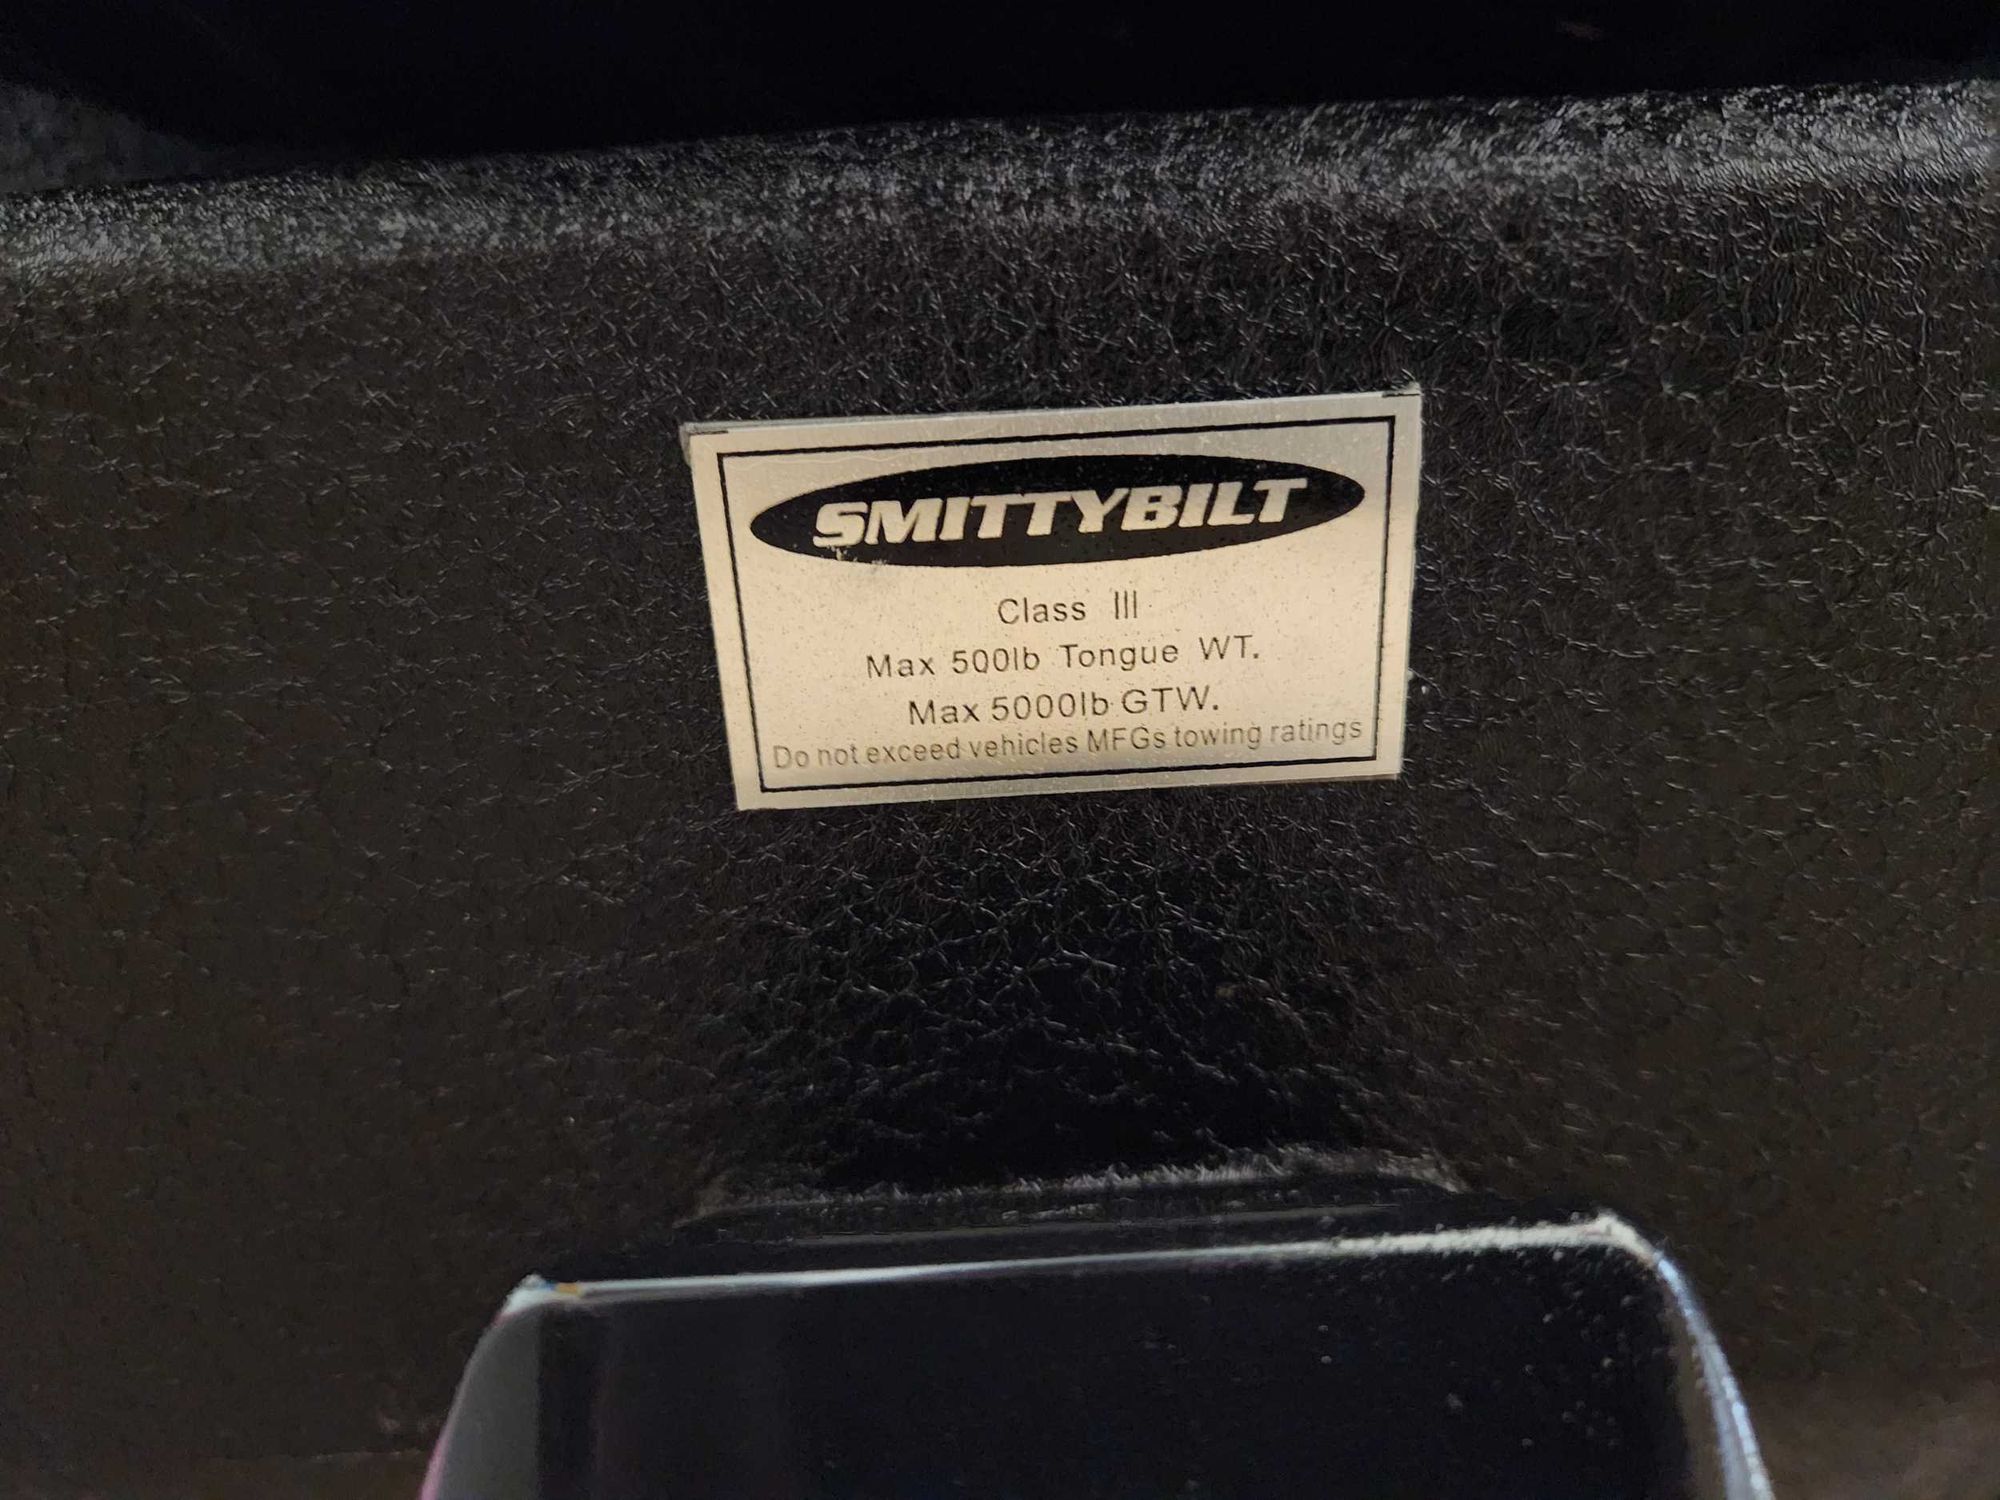 SMITTYBILT
Class III
Max 500lb Tongue WT.
Max 5000lb GTW.
Do not exceed vehicles MFGs towing ratings